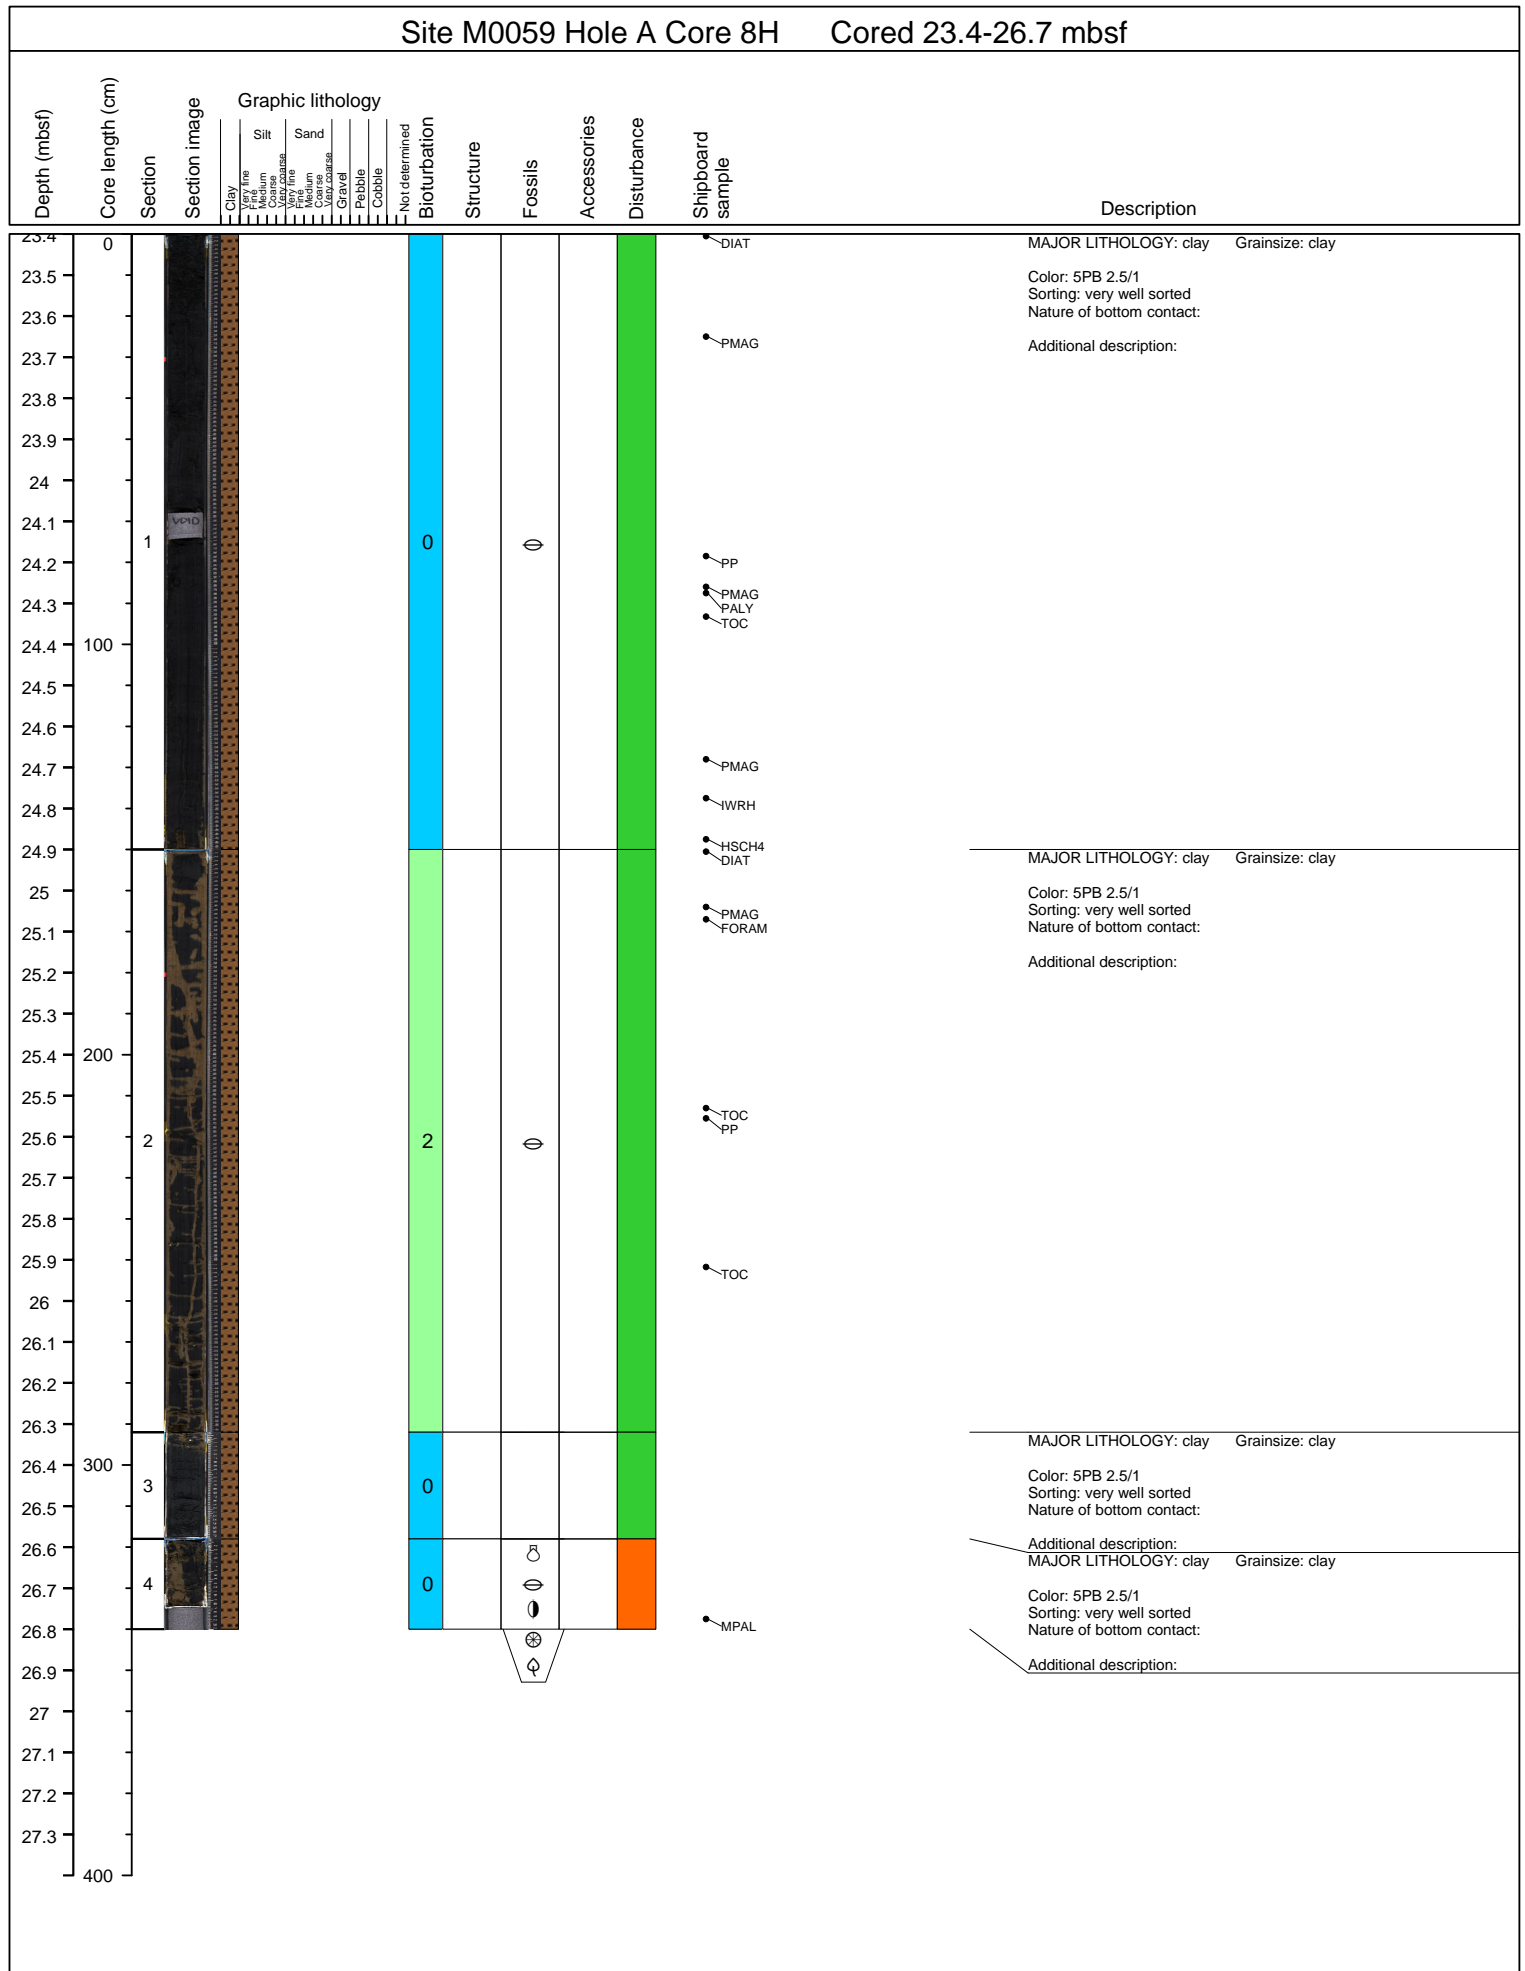 Site M0059 Hole A Core 8H Cored 23.4-26.7 mbsf
Depth (mbsf)
Core length (cm)
Section
Section image
Graphic lithology
Clay
Silt
Very fine
Fine
Medium
Coarse
Very coarse
Sand
Very fine
Fine
Medium
Coarse
Very coarse
Gravel
Pebble
Cobble
Not determined
Bioturbation
Structure
Fossils
Accessories
Disturbance
Shipboard
sample
Description
23.4
23.5
23.6
23.7
23.8
23.9
24
24.1
24.2
24.3
24.4
24.5
24.6
24.7
24.8
24.9
25
25.1
25.2
25.3
25.4
25.5
25.6
25.7
25.8
25.9
26
26.1
26.2
26.3
26.4
26.5
26.6
26.7
26.8
26.9
27
27.1
27.2
27.3
0
100
200
300
400
1
2
3
4
VOID
0
2
0
0
DIAT
PMAG
PP
PMAG
PALY
TOC
PMAG
IWRH
HSCH4
DIAT
PMAG
FORAM
TOC
PP
TOC
MPAL
MAJOR LITHOLOGY: clay Grainsize: clay
Color: 5PB 2.5/1
Sorting: very well sorted
Nature of bottom contact:
Additional description:
MAJOR LITHOLOGY: clay Grainsize: clay
Color: 5PB 2.5/1
Sorting: very well sorted
Nature of bottom contact:
Additional description:
MAJOR LITHOLOGY: clay Grainsize: clay
Color: 5PB 2.5/1
Sorting: very well sorted
Nature of bottom contact:
Additional description:
MAJOR LITHOLOGY: clay Grainsize: clay
Color: 5PB 2.5/1
Sorting: very well sorted
Nature of bottom contact:
Additional description: